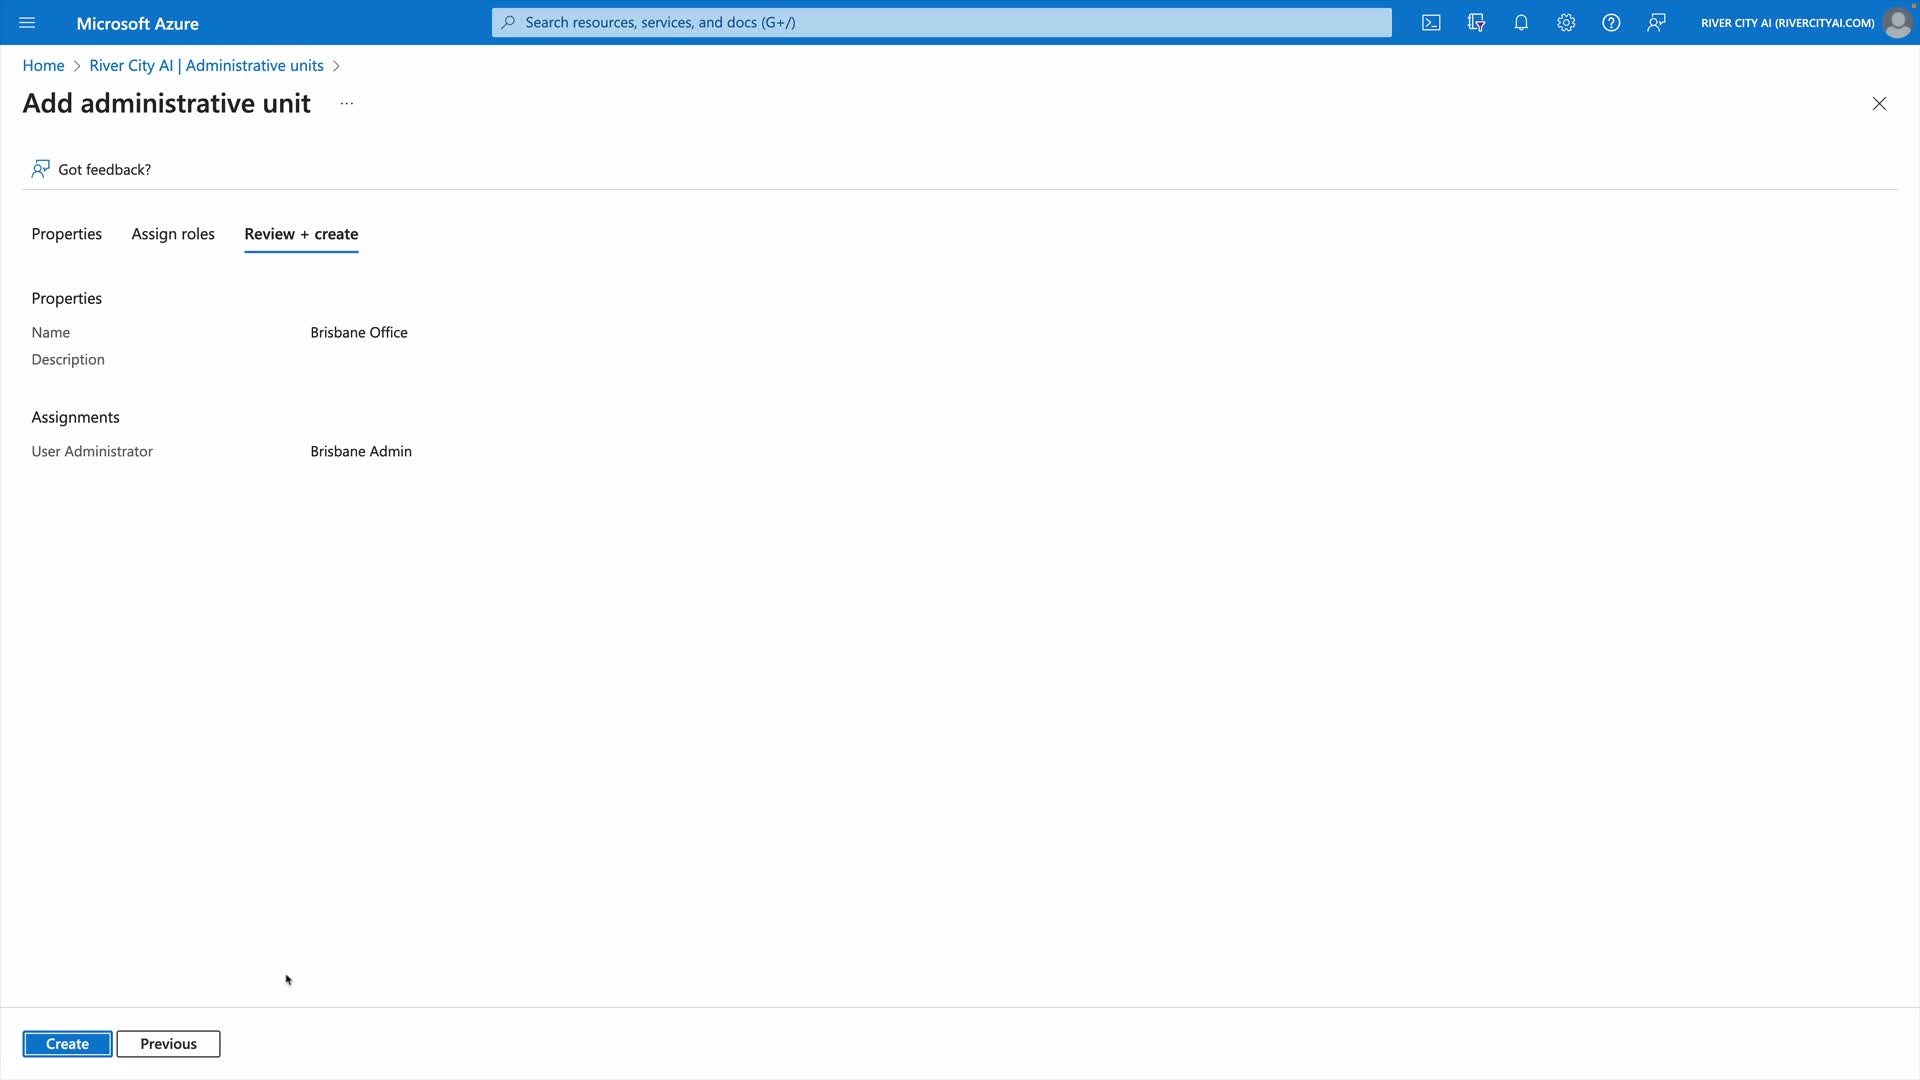 Microsoft Azure
Search resources, services, and docs (G+/)
RIVER CITY AI (RIVERCITYAI.COM)
Home > River City AI | Administrative units >
Add administrative unit ...
Got feedback?
Properties Assign roles Review + create
Properties
Name Brisbane Office
Description
Assignments
User Administrator Brisbane Admin
Create Previous